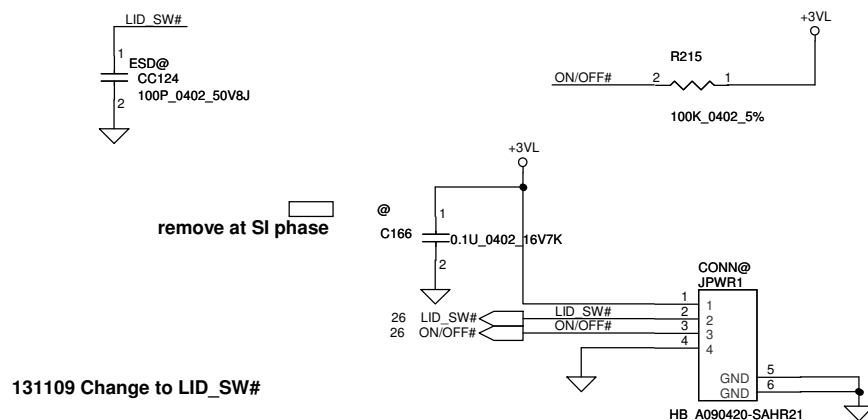 LID_SW#
1
ESD@
CC124
100P_0402_50V8J
2
+3VL
R215
ON/OFF#
2
1
100K_0402_5%
+3VL
remove at SI phase
@
1
C166
0.1U_0402_16V7K
2
CONN@
JPWR1
1
1
26 LID_SW#
LID_SW#
2
2
26 ON/OFF#
ON/OFF#
3
3
4
4
GND
5
GND
6
131109 Change to LID_SW#
HB_A090420-SAHR21